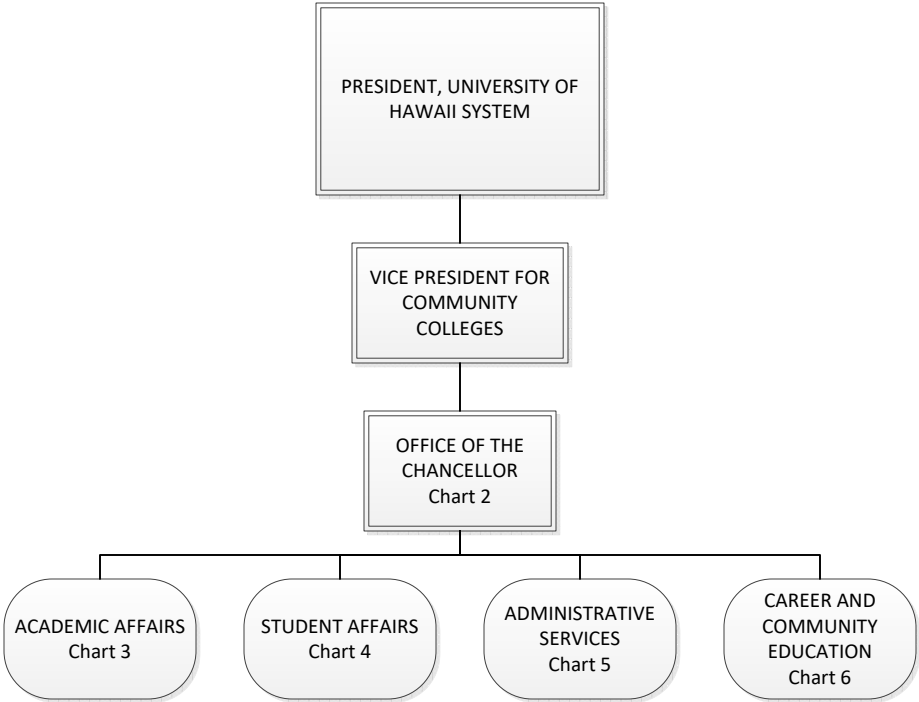 PRESIDENT, UNIVERSITY OF
HAWAII SYSTEM
VICE PRESIDENT FOR
COMMUNITY
COLLEGES
OFFICE OF THE
CHANCELLOR
Chart 2
ACADEMIC AFFAIRS
Chart 3
STUDENT AFFAIRS
Chart 4
ADMINISTRATIVE
SERVICES
Chart 5
CAREER AND
COMMUNITY
EDUCATION
Chart 6